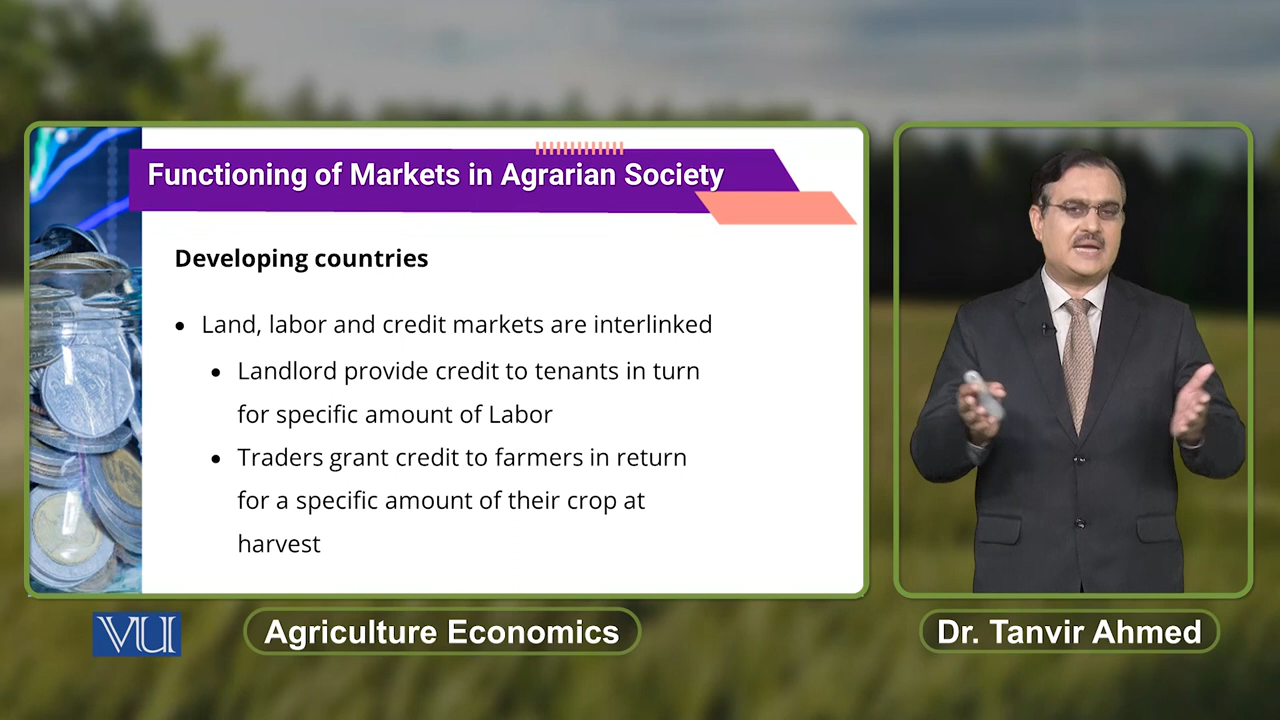 Functioning of Markets in Agrarian Society
Developing countries
• Land, labor and credit markets are interlinked
• Landlord provide credit to tenants in turn
for specific amount of Labor
• Traders grant credit to farmers in return
for a specific amount of their crop at
harvest
VU
Agriculture Economics
Dr. Tanvir Ahmed